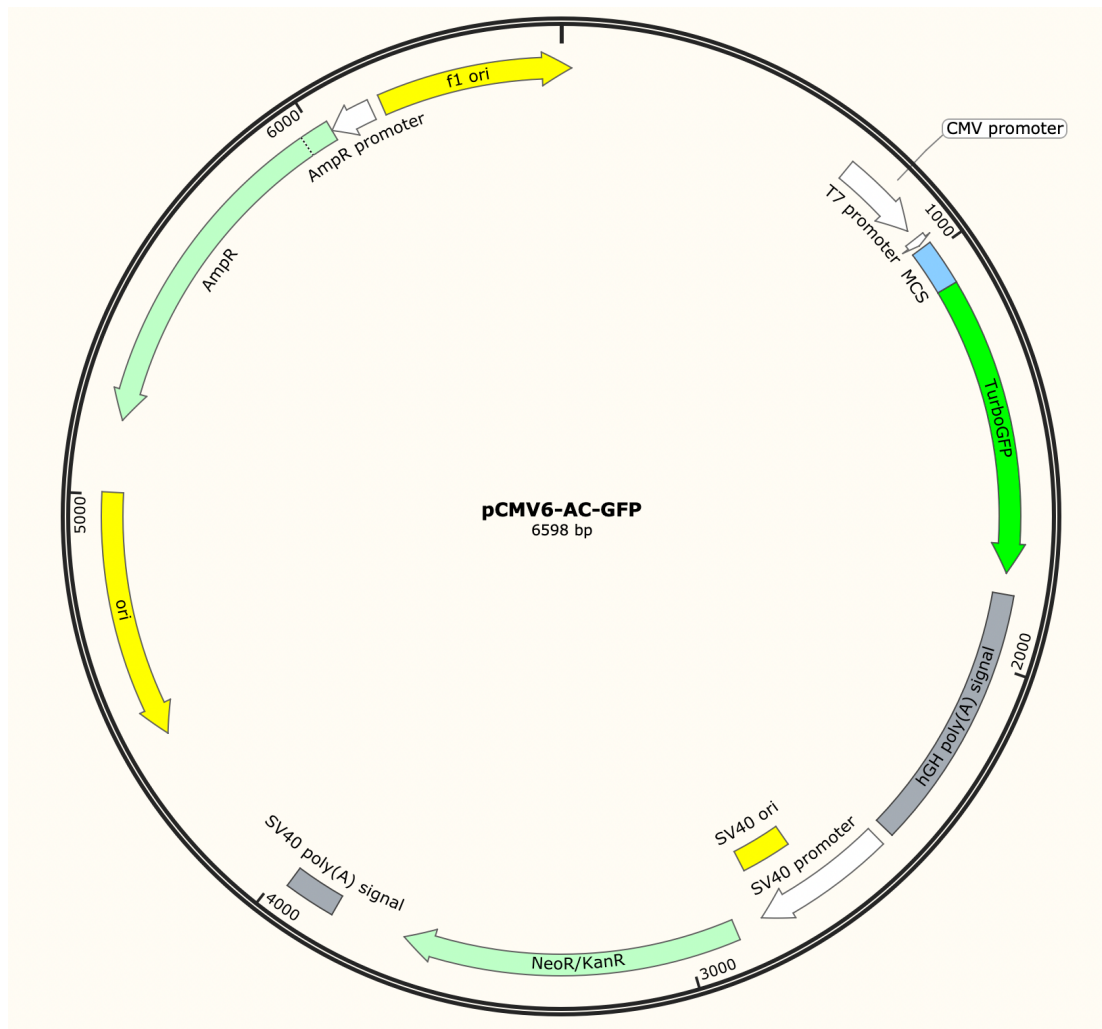 f1 ori
6000
AmpR promoter
CMV promoter
T7 promoter
1000
MCS
AmpR
TurboGFP
pCMV6-AC-GFP
6598 bp
5000
ori
2000
hGH poly(A) signal
SV40 ori
SV40 promoter
SV40 poly(A) signal
4000
NeoR/KanR
3000